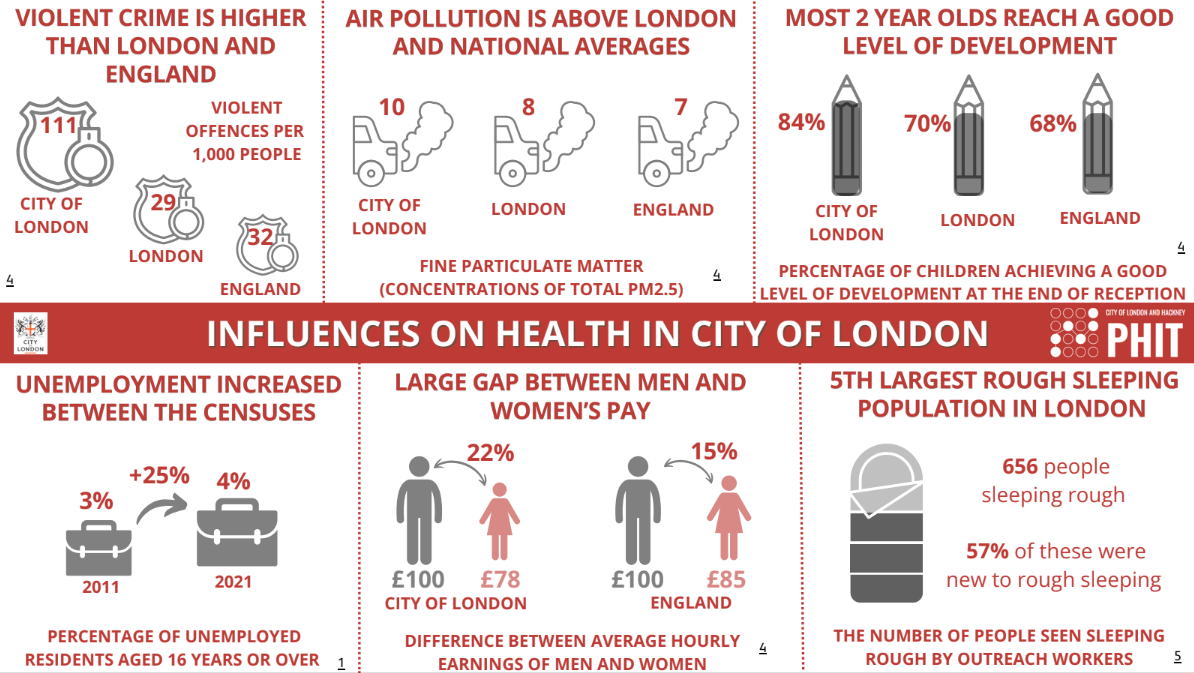 VIOLENT CRIME IS HIGHER
THAN LONDON AND
ENGLAND
111
VIOLENT
OFFENCES PER
1,000 PEOPLE
CITY OF
LONDON
29
LONDON
32
ENGLAND
4
AIR POLLUTION IS ABOVE LONDON
AND NATIONAL AVERAGES
10
8
7
CITY OF
LONDON
LONDON
ENGLAND
FINE PARTICULATE MATTER
(CONCENTRATIONS OF TOTAL PM2.5)
4
MOST 2 YEAR OLDS REACH A GOOD
LEVEL OF DEVELOPMENT
84%
70%
68%
CITY OF
LONDON
LONDON
ENGLAND
4
PERCENTAGE OF CHILDREN ACHIEVING A GOOD
LEVEL OF DEVELOPMENT AT THE END OF RECEPTION
CITY
OF
LONDON
INFLUENCES ON HEALTH IN CITY OF LONDON
CITY OF LONDON AND HACKNEY
PHIT
UNEMPLOYMENT INCREASED
BETWEEN THE CENSUSES
+25%
3%
4%
2011
2021
PERCENTAGE OF UNEMPLOYED
RESIDENTS AGED 16 YEARS OR OVER
1
LARGE GAP BETWEEN MEN AND
WOMEN'S PAY
22%
15%
£100
£78
£100
£85
CITY OF LONDON
ENGLAND
DIFFERENCE BETWEEN AVERAGE HOURLY
EARNINGS OF MEN AND WOMEN
4
5TH LARGEST ROUGH SLEEPING
POPULATION IN LONDON
656 people
sleeping rough
57% of these were
new to rough sleeping
THE NUMBER OF PEOPLE SEEN SLEEPING
ROUGH BY OUTREACH WORKERS
5